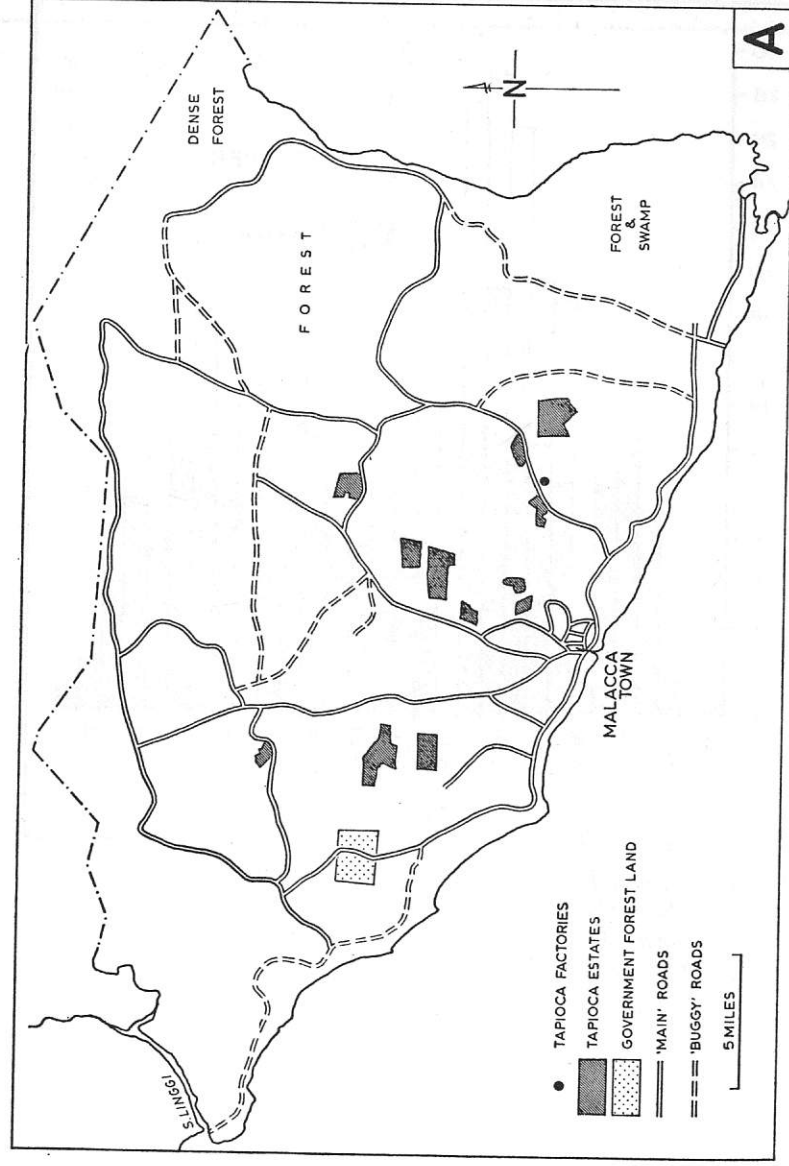 A
DENSE
FOREST
N
FOREST
FOREST
&
SWAMP
S. LINGGI
MALACCA
TOWN
TAPIOCA FACTORIES
TAPIOCA ESTATES
GOVERNMENT FOREST LAND
'MAIN' ROADS
'BUGGY' ROADS
5 MILES